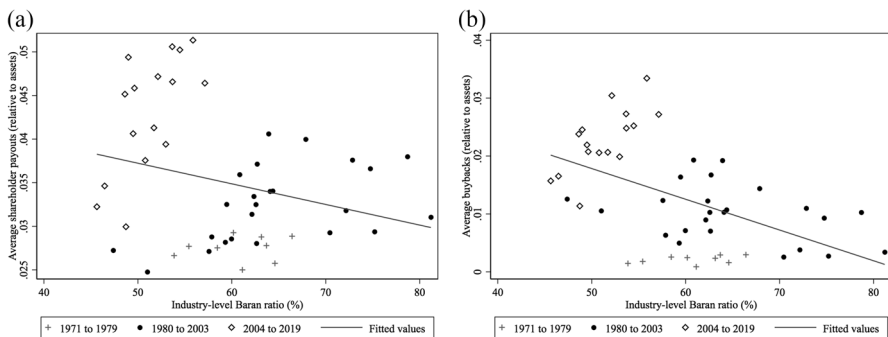 (a)
(b)
Average shareholder payouts (relative to assets)
.025 .03 .035 .04 .045 .05
40 50 60 70 80
Industry-level Baran ratio (%)
1971 to 1979 1980 to 2003 2004 to 2019 Fitted values
Average buybacks (relative to assets)
0 .01 .02 .03 .04
40 50 60 70 80
Industry-level Baran ratio (%)
1971 to 1979 1980 to 2003 2004 to 2019 Fitted values